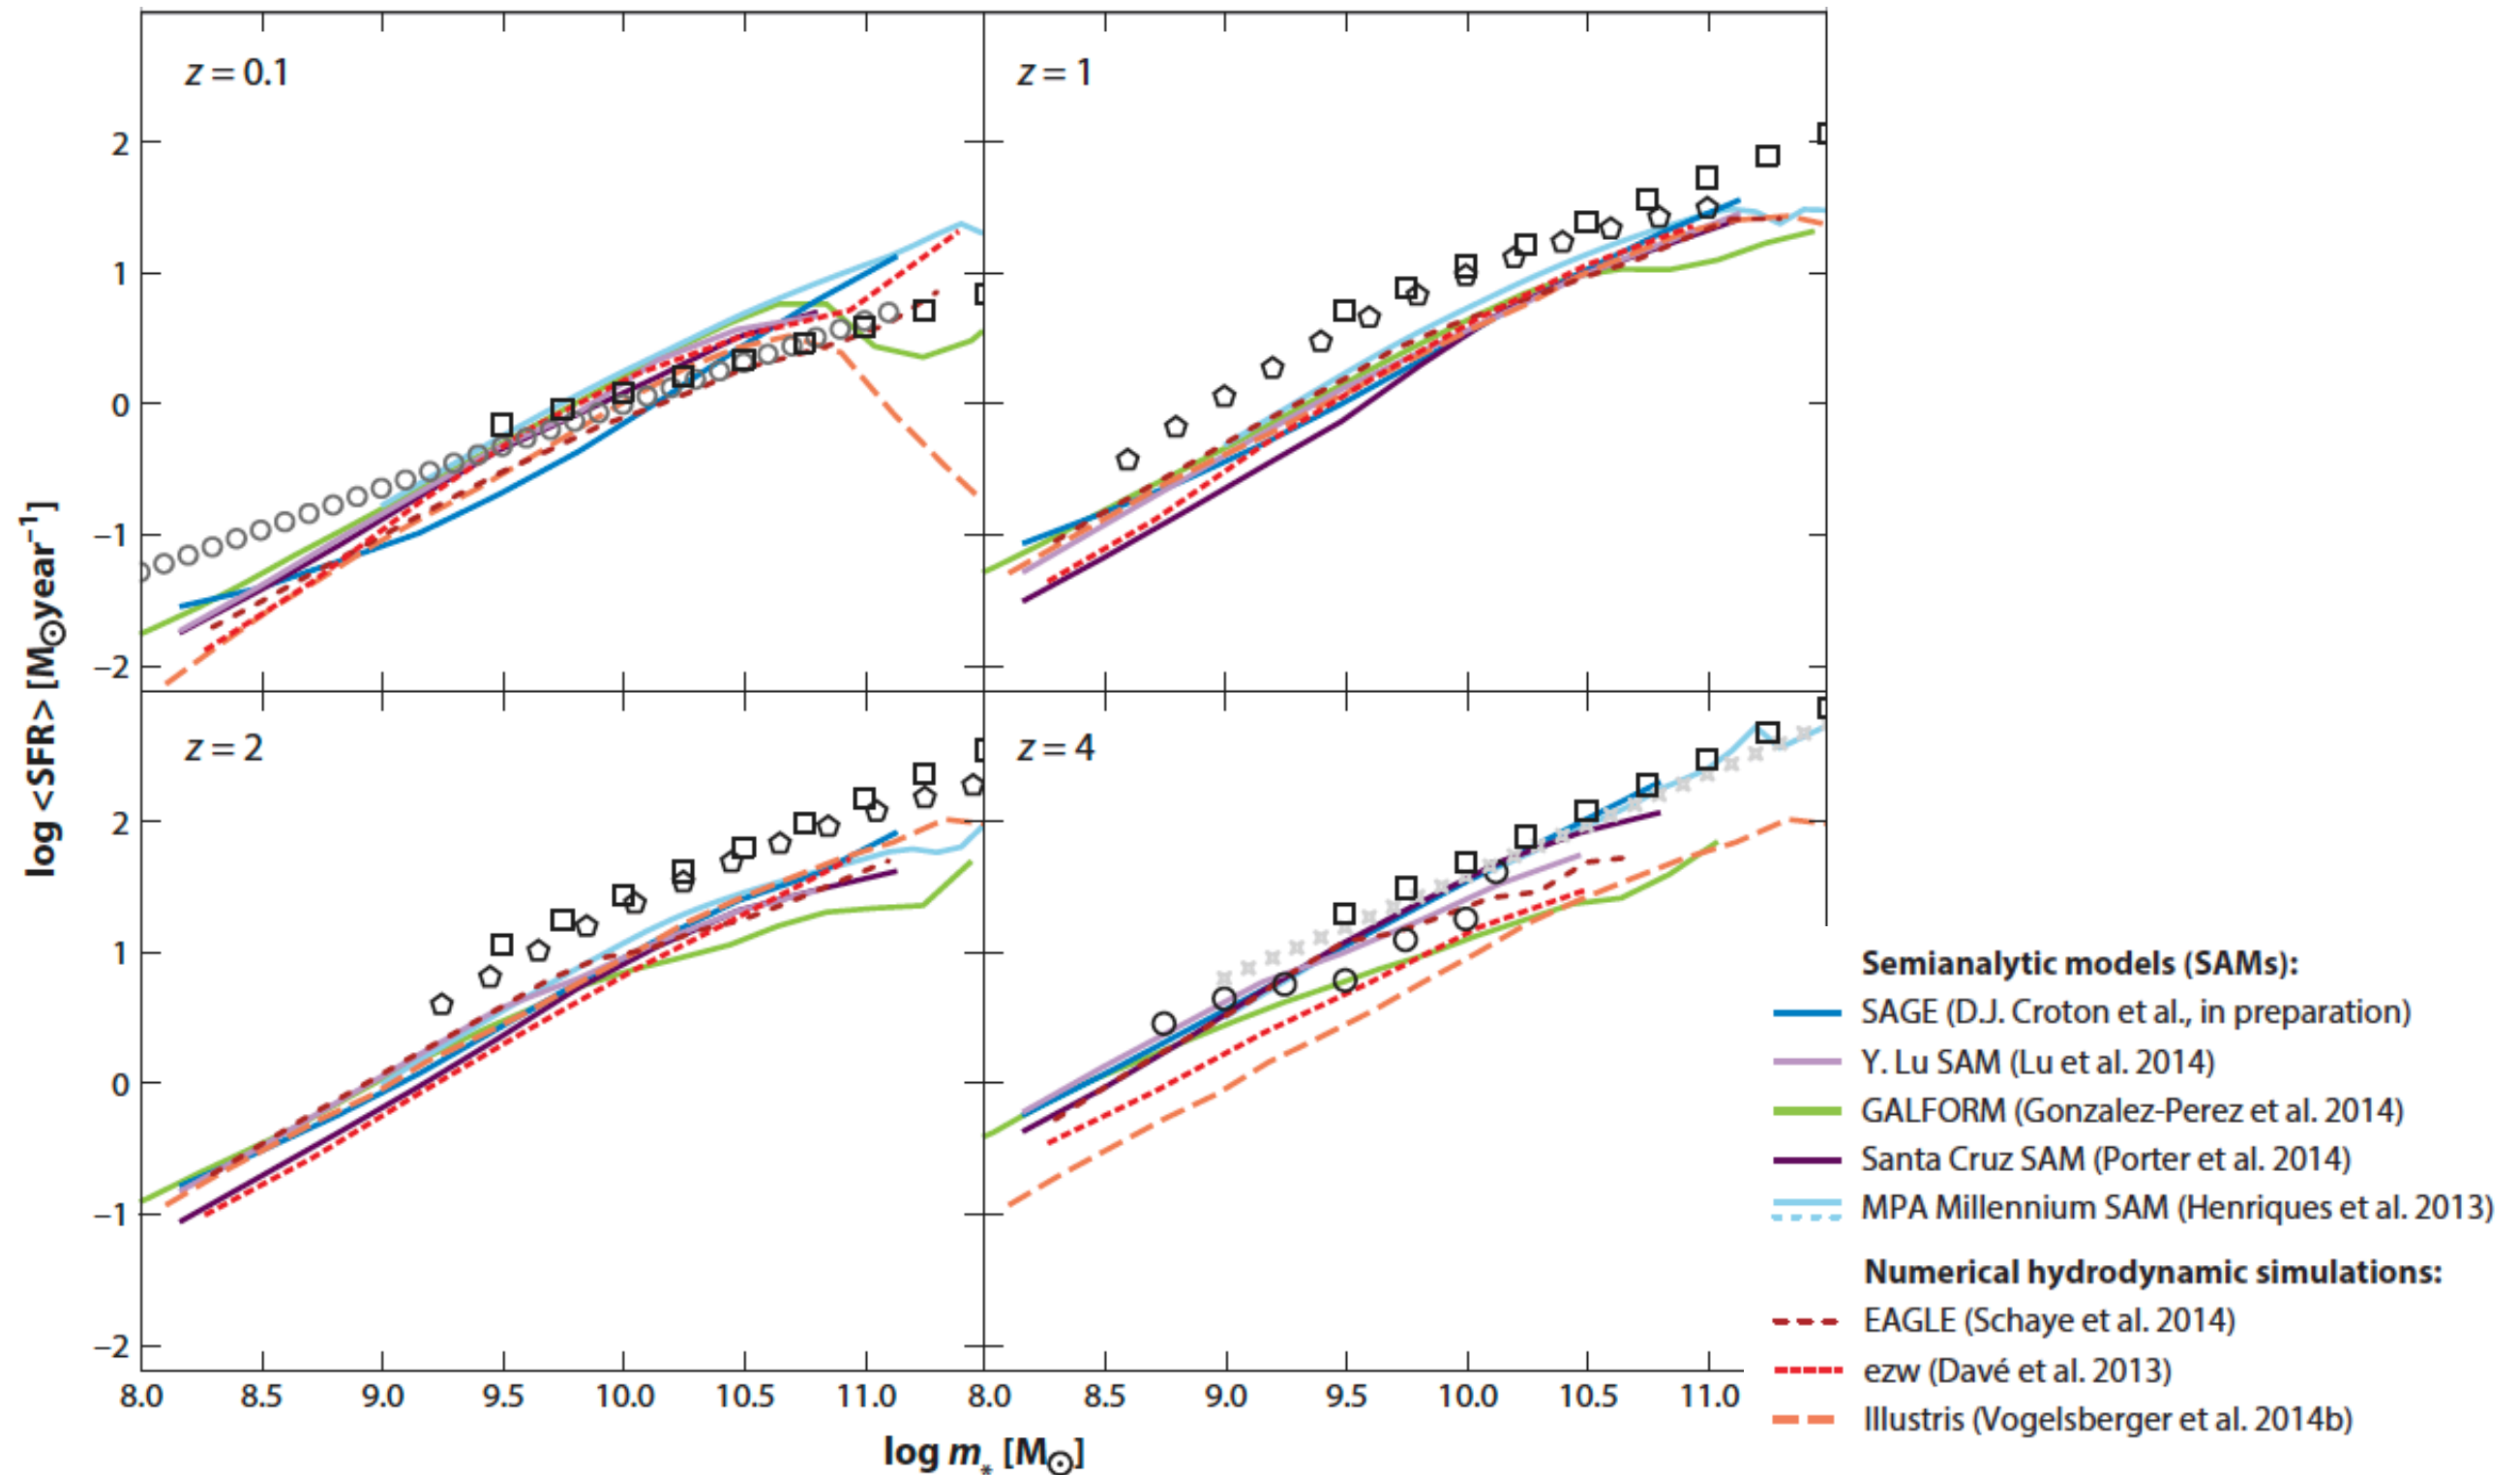 z = 0.1
z = 1
2
1
0
−1
−2
z = 2
z = 4
2
1
0
−1
−2
log <SFR> [M⊙year⁻¹]
8.0 8.5 9.0 9.5 10.0 10.5 11.0 8.0 8.5 9.0 9.5 10.0 10.5 11.0
log m* [M⊙]
Semianalytic models (SAMs):
SAGE (D.J. Croton et al., in preparation)
Y. Lu SAM (Lu et al. 2014)
GALFORM (Gonzalez-Perez et al. 2014)
Santa Cruz SAM (Porter et al. 2014)
MPA Millennium SAM (Henriques et al. 2013)
Numerical hydrodynamic simulations:
EAGLE (Schaye et al. 2014)
ezw (Davé et al. 2013)
Illustris (Vogelsberger et al. 2014b)